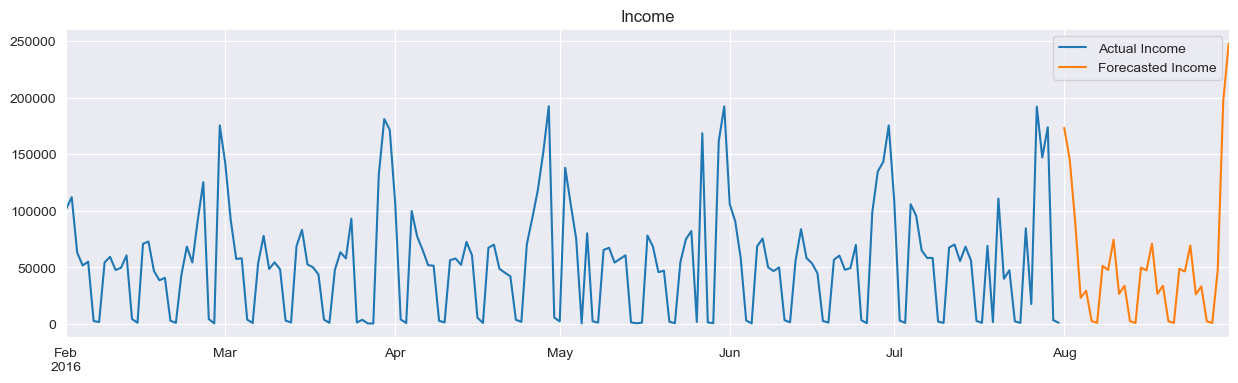 Income
250000
200000
150000
100000
50000
0
Actual Income
Forecasted Income
Feb Mar Apr May Jun Jul Aug
2016